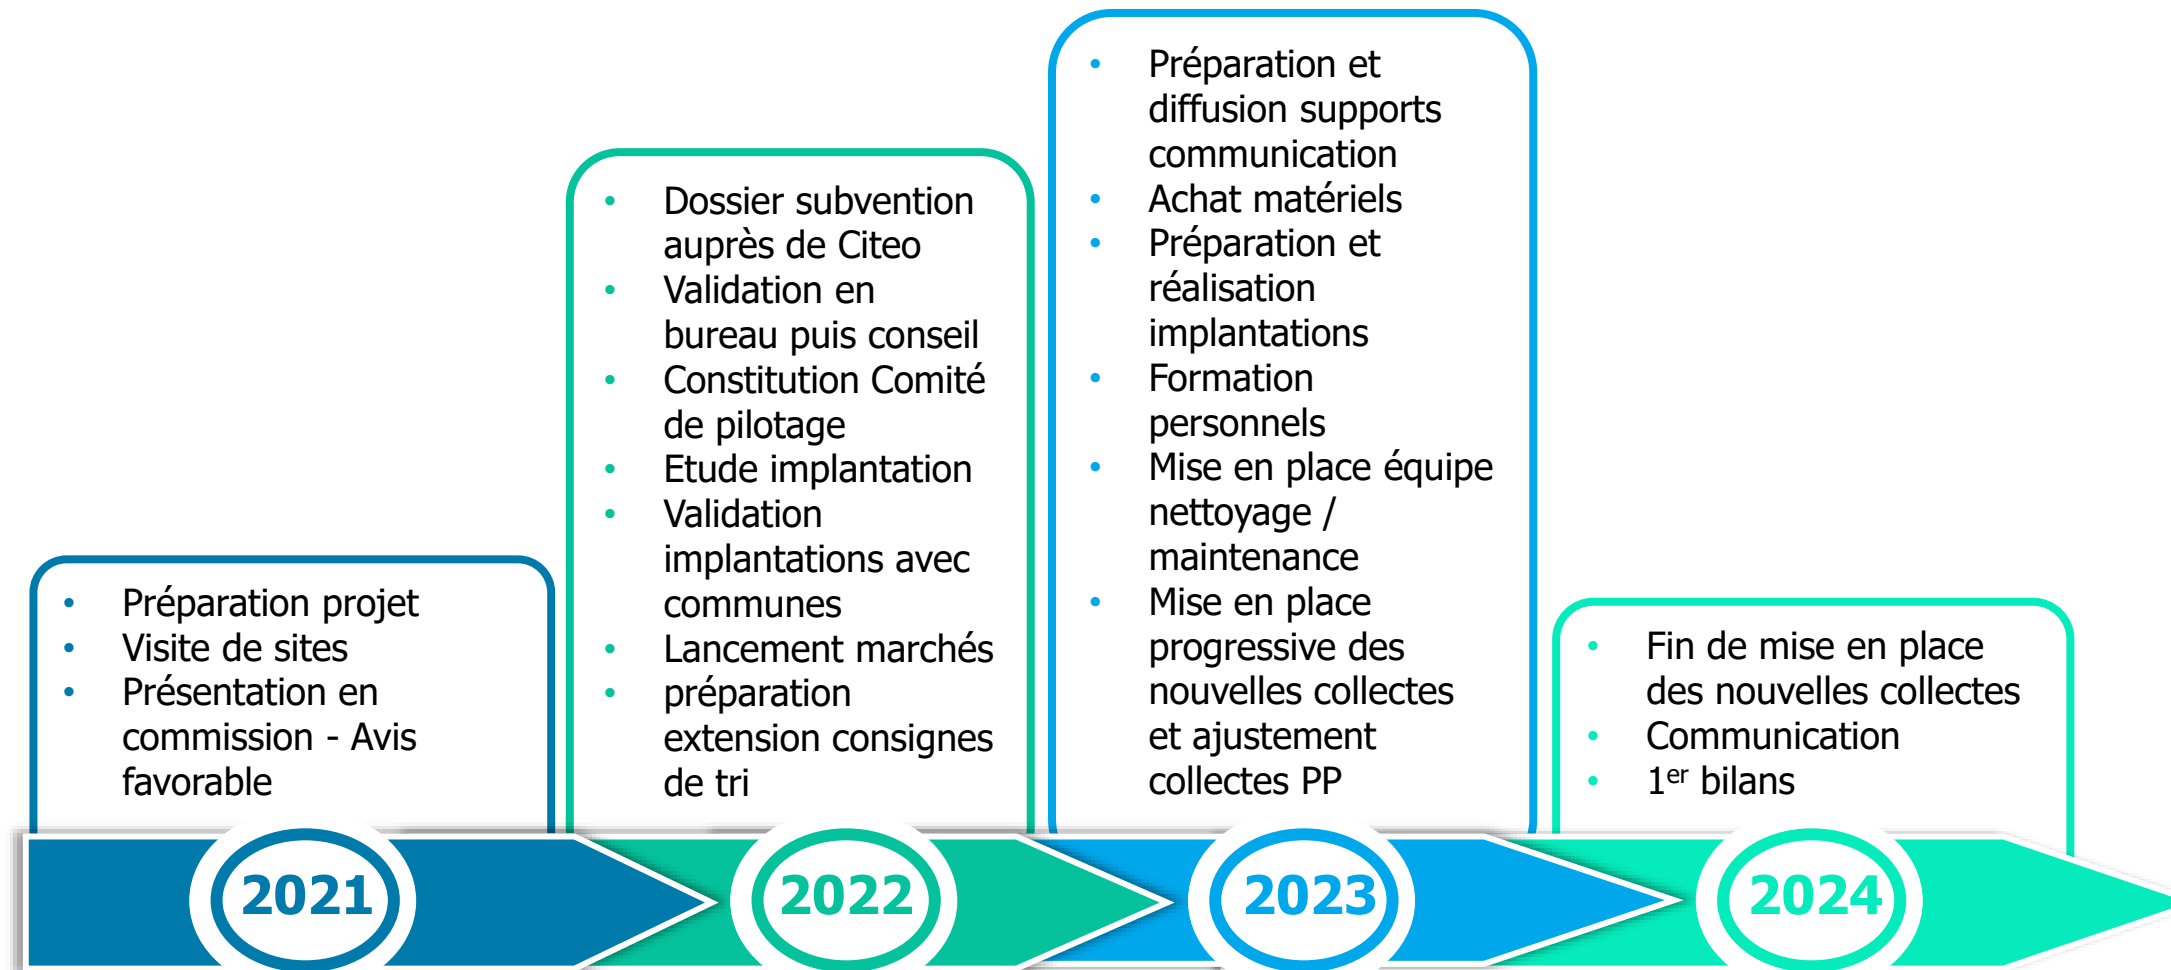 • Préparation projet
• Visite de sites
• Présentation en
commission - Avis
favorable
2021
• Dossier subvention
auprès de Citeo
• Validation en
bureau puis conseil
• Constitution Comité
de pilotage
• Etude implantation
• Validation
implantations avec
communes
• Lancement marchés
• préparation
extension consignes
de tri
2022
• Préparation et
diffusion supports
communication
• Achat matériels
• Préparation et
réalisation
implantations
• Formation
personnels
• Mise en place équipe
nettoyage /
maintenance
• Mise en place
progressive des
nouvelles collectes
et ajustement
collectes PP
2023
• Fin de mise en place
des nouvelles collectes
• Communication
• 1er bilans
2024